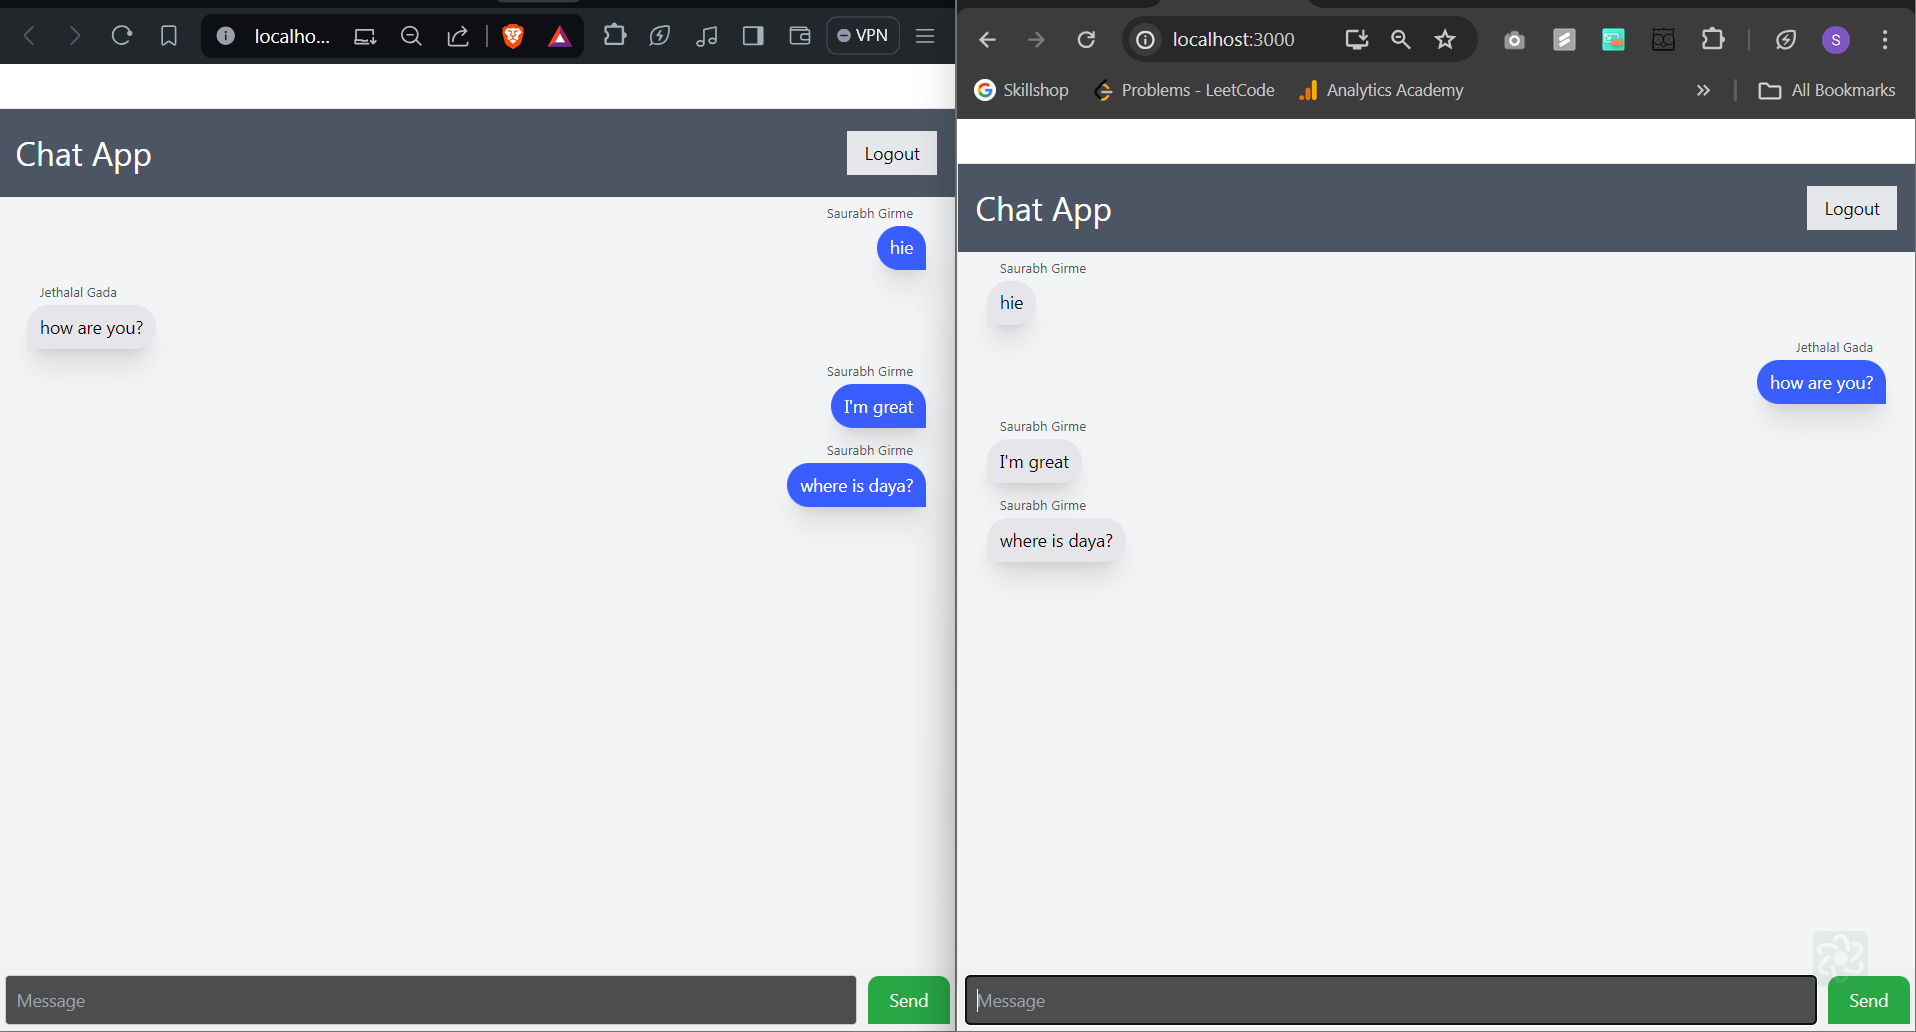 localho...
VPN
Chat App
Logout
Saurabh Girme
hie
Jethalal Gada
how are you?
Saurabh Girme
I'm great
Saurabh Girme
where is daya?
Message
Send
localhost:3000
S
Skillshop
Problems - LeetCode
Analytics Academy
All Bookmarks
Chat App
Logout
Saurabh Girme
hie
Jethalal Gada
how are you?
Saurabh Girme
I'm great
Saurabh Girme
where is daya?
Message
Send